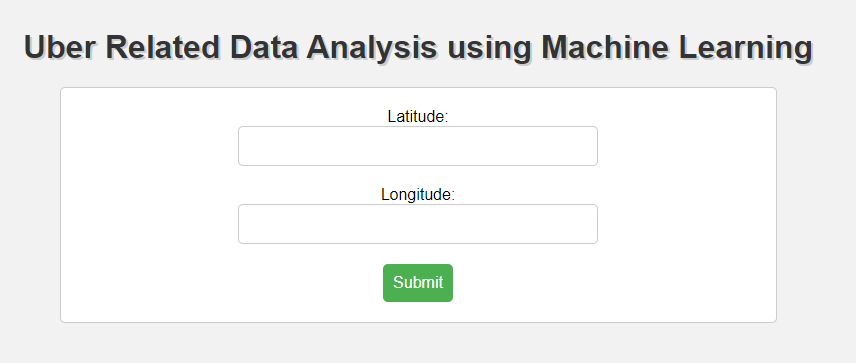 Uber Related Data Analysis using Machine Learning
Latitude:
Longitude:
Submit